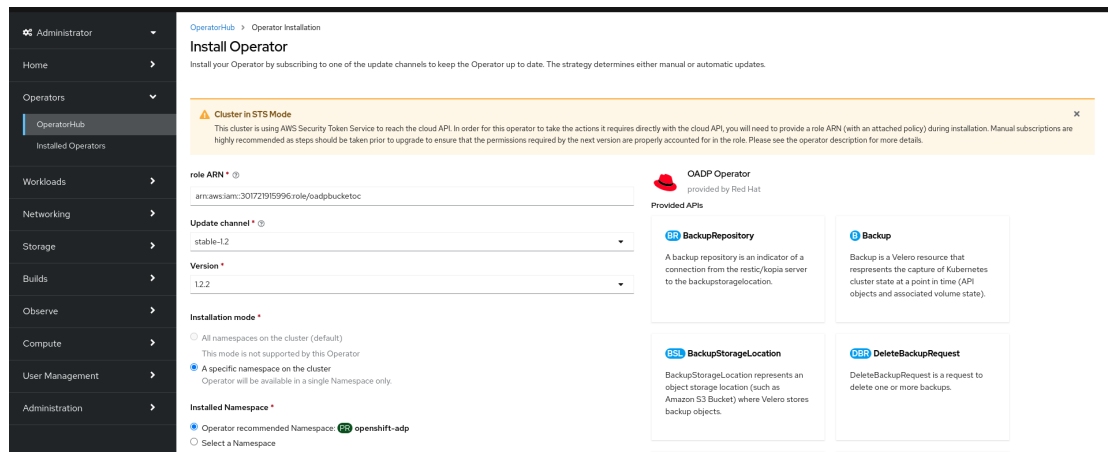 Administrator
Home
Operators
OperatorHub
Installed Operators
Workloads
Networking
Storage
Builds
Observe
Compute
User Management
Administration
OperatorHub > Operator Installation
Install Operator
Install your Operator by subscribing to one of the update channels to keep the Operator up to date. The strategy determines either manual or automatic updates.
Cluster in STS Mode
This cluster is using AWS Security Token Service to reach the cloud API. In order for this operator to take the actions it requires directly with the cloud API, you will need to provide a role ARN (with an attached policy) during installation. Manual subscriptions are
highly recommended as steps should be taken prior to upgrade to ensure that the permissions required by the next version are properly accounted for in the role. Please see the operator description for more details.
role ARN *
arn:aws:iam::301721915996:role/oadpbucketoc
Update channel *
stable-1.2
Version *
1.2.2
Installation mode *
All namespaces on the cluster (default)
This mode is not supported by this Operator
A specific namespace on the cluster
Operator will be available in a single Namespace only.
Installed Namespace *
Operator recommended Namespace: PR openshift-adp
Select a Namespace
OADP Operator
provided by Red Hat
Provided APIs
BR BackupRepository
A backup repository is an indicator of a
connection from the restic/kopia server
to the backupstoragelocation.
B Backup
Backup is a Velero resource that
respresents the capture of Kubernetes
cluster state at a point in time (API
objects and associated volume state).
BSL BackupStorageLocation
BackupStorageLocation represents an
object storage location (such as
Amazon S3 Bucket) where Velero stores
backup objects.
DBR DeleteBackupRequest
DeleteBackupRequest is a request to
delete one or more backups.